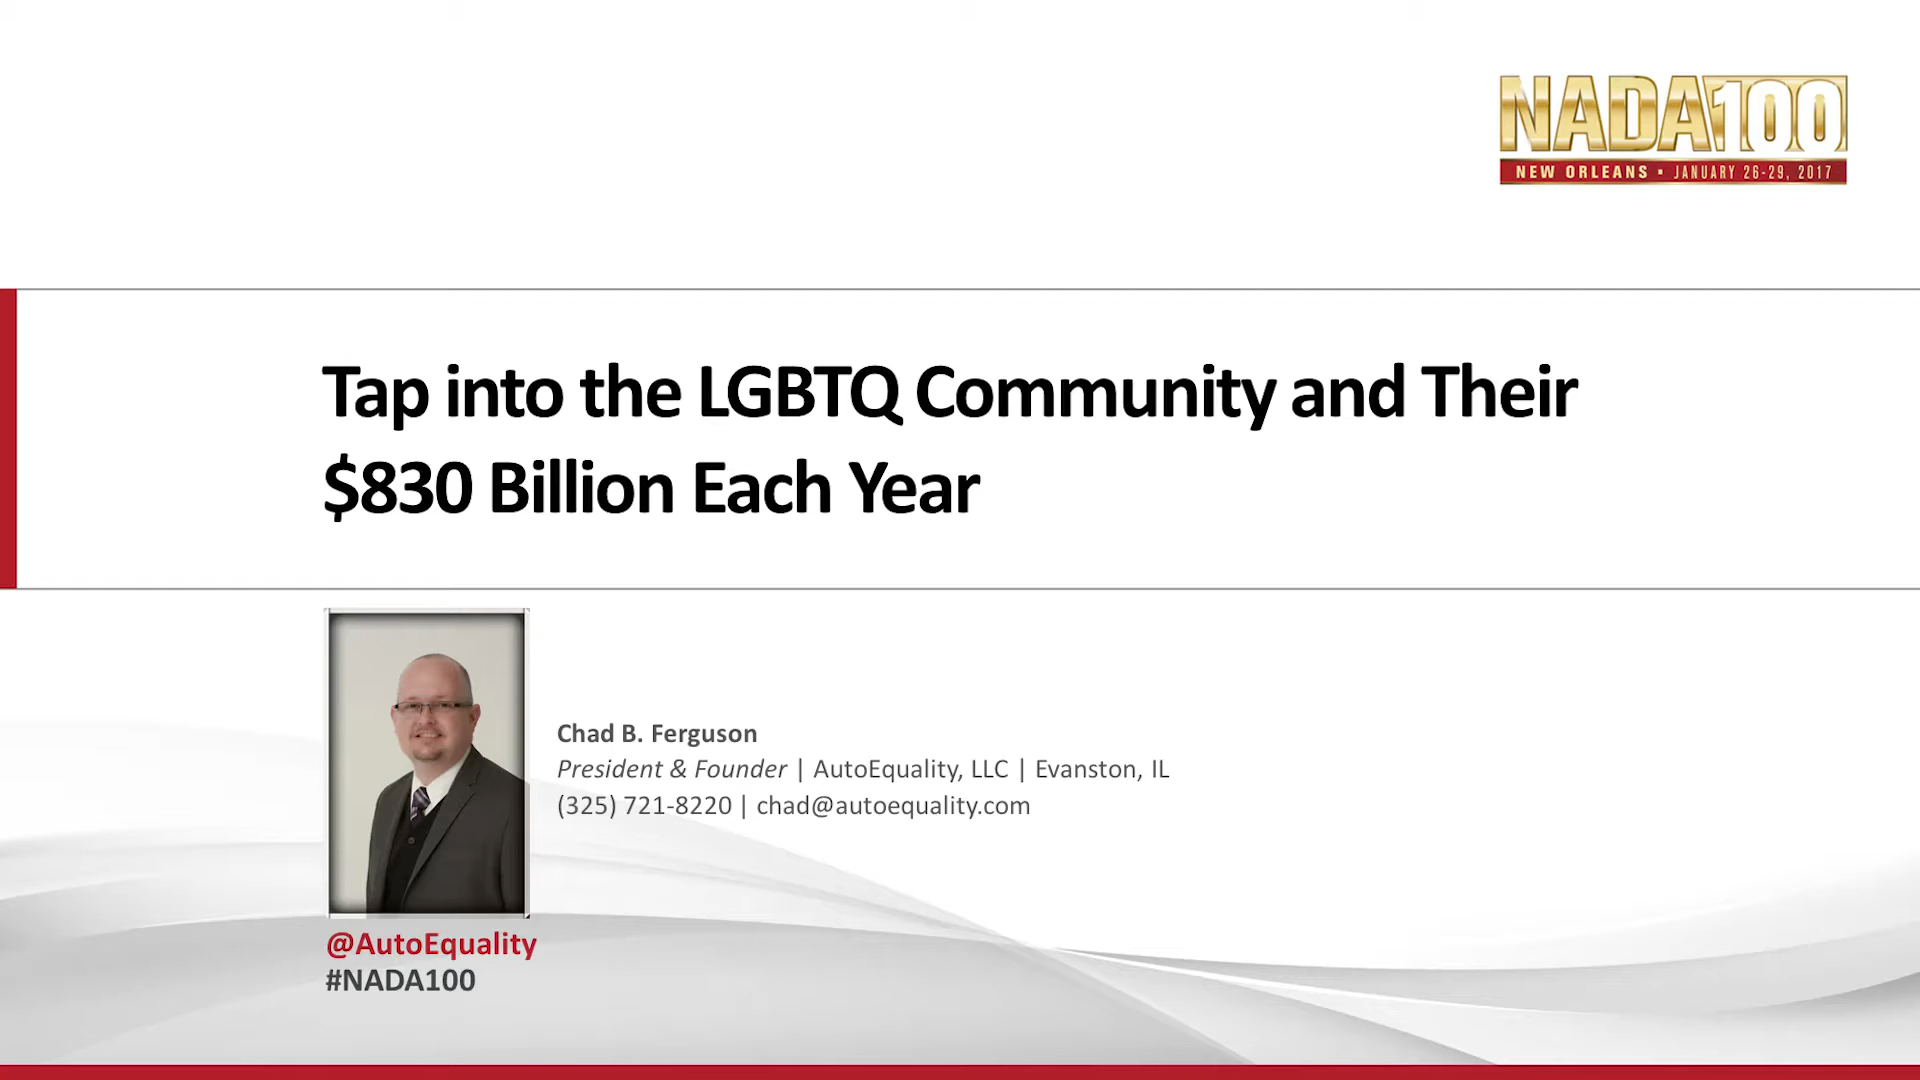 NADA100
NEW ORLEANS ▪ JANUARY 26-29, 2017
Tap into the LGBTQ Community and Their
$830 Billion Each Year
Chad B. Ferguson
President & Founder | AutoEquality, LLC | Evanston, IL
(325) 721-8220 | chad@autoequality.com
@AutoEquality
#NADA100